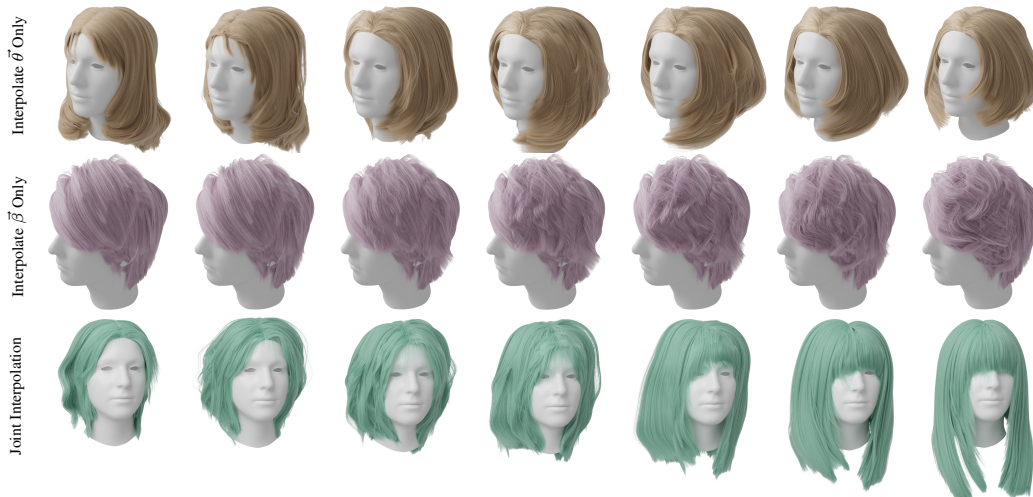 Interpolate $\vec{\theta}$ Only
Interpolate $\vec{\beta}$ Only
Joint Interpolation